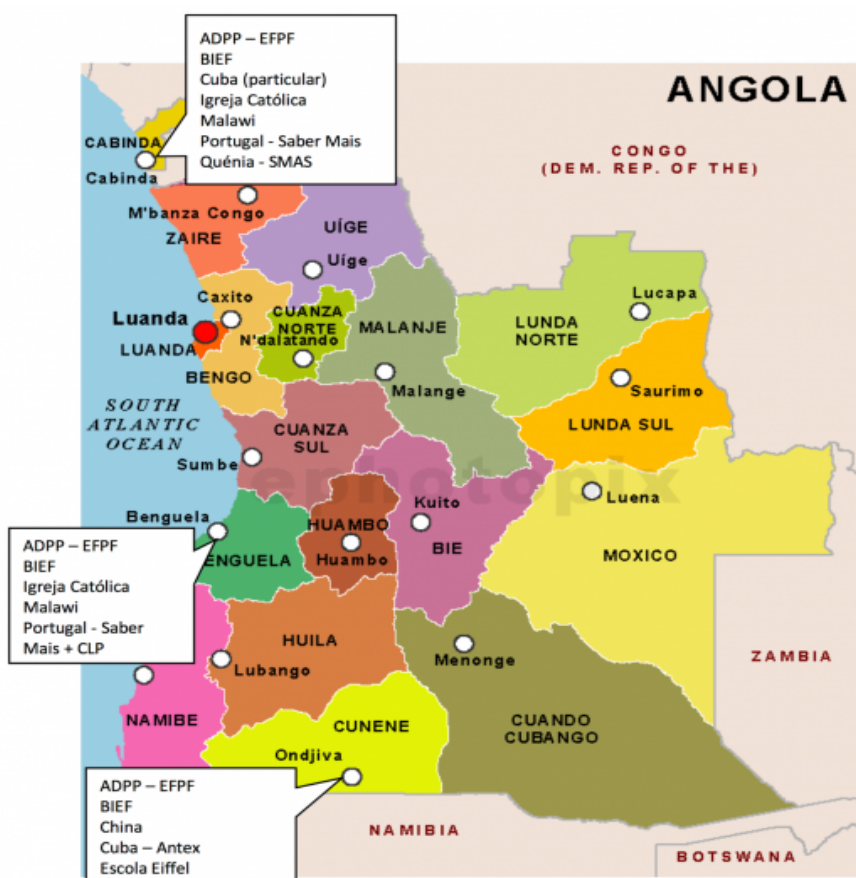 ADPP – EFPF
BIEF
Cuba (particular)
Igreja Católica
Malawi
Portugal - Saber Mais
Quénia - SMAS
ANGOLA
CONGO
(DEM. REP. OF THE)
CABINDA
Cabinda
M'banza Congo
ZAIRE
UÍGE
Uíge
Caxito
Luanda
LUANDA
CUANZA
NORTE
N'dalatando
MALANJE
Malange
BENGO
LUNDA
NORTE
Lucapa
Saurimo
LUNDA SUL
SOUTH
ATLANTIC
OCEAN
CUANZA
SUL
Sumbe
ephotopix
Kuito
BIE
Luena
MOXICO
Benguela
ENGUELA
HUAMBO
Huambo
ADPP – EFPF
BIEF
Igreja Católica
Malawi
Portugal - Saber
Mais + CLP
HUILA
Lubango
Menonge
ZAMBIA
NAMIBE
CUNENE
Ondjiva
CUANDO
CUBANGO
ADPP – EFPF
BIEF
China
Cuba – Antex
Escola Eiffel
NAMIBIA
BOTSWANA